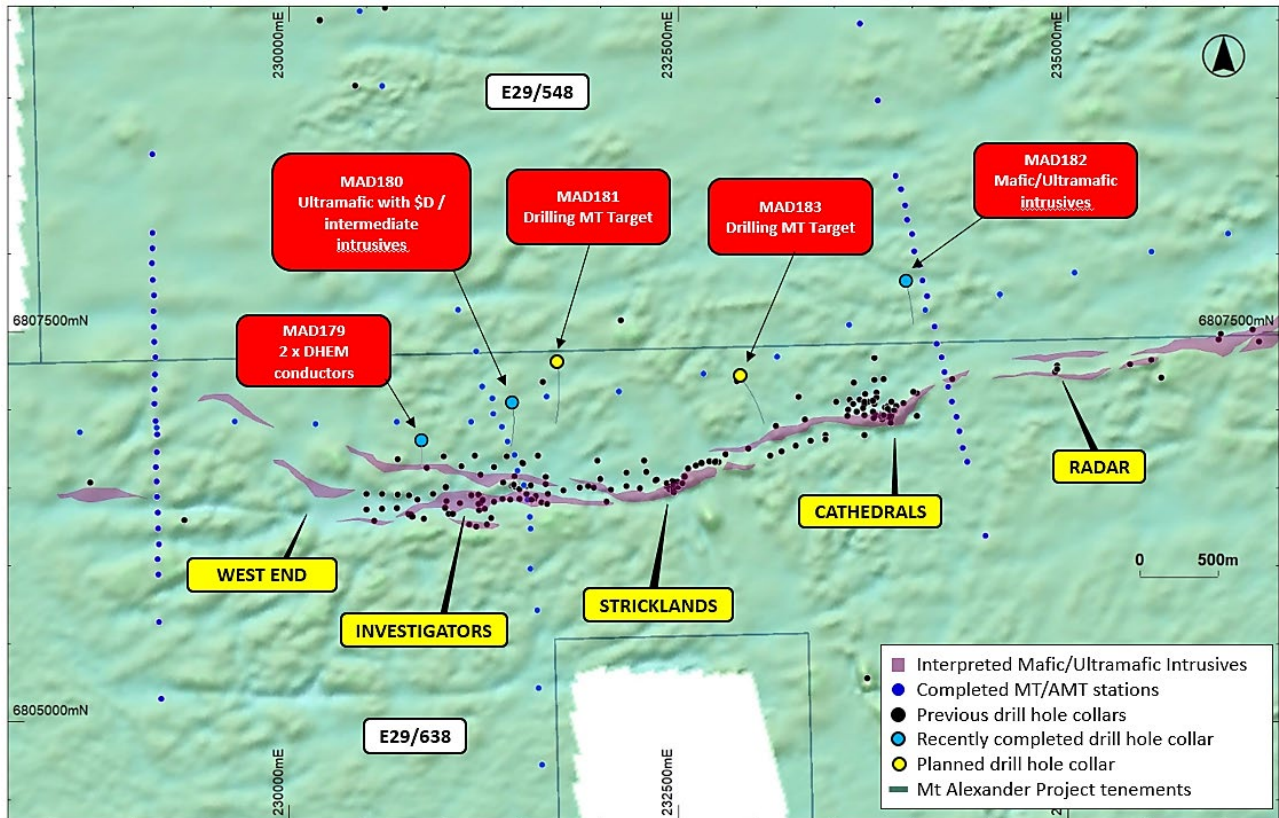 230000mE
232500mE
235000mE
E29/548
MAD180
Ultramafic with $D /
intermediate
intrusives
MAD181
Drilling MT Target
MAD183
Drilling MT Target
MAD182
Mafic/Ultramafic
intrusives
6807500mN
6807500mN
MAD179
2 x DHEM
conductors
RADAR
CATHEDRALS
WEST END
STRICKLANDS
INVESTIGATORS
0 500m
6805000mN
E29/638
230000mE
232500mE
Interpreted Mafic/Ultramafic Intrusives
Completed MT/AMT stations
Previous drill hole collars
Recently completed drill hole collar
Planned drill hole collar
Mt Alexander Project tenements